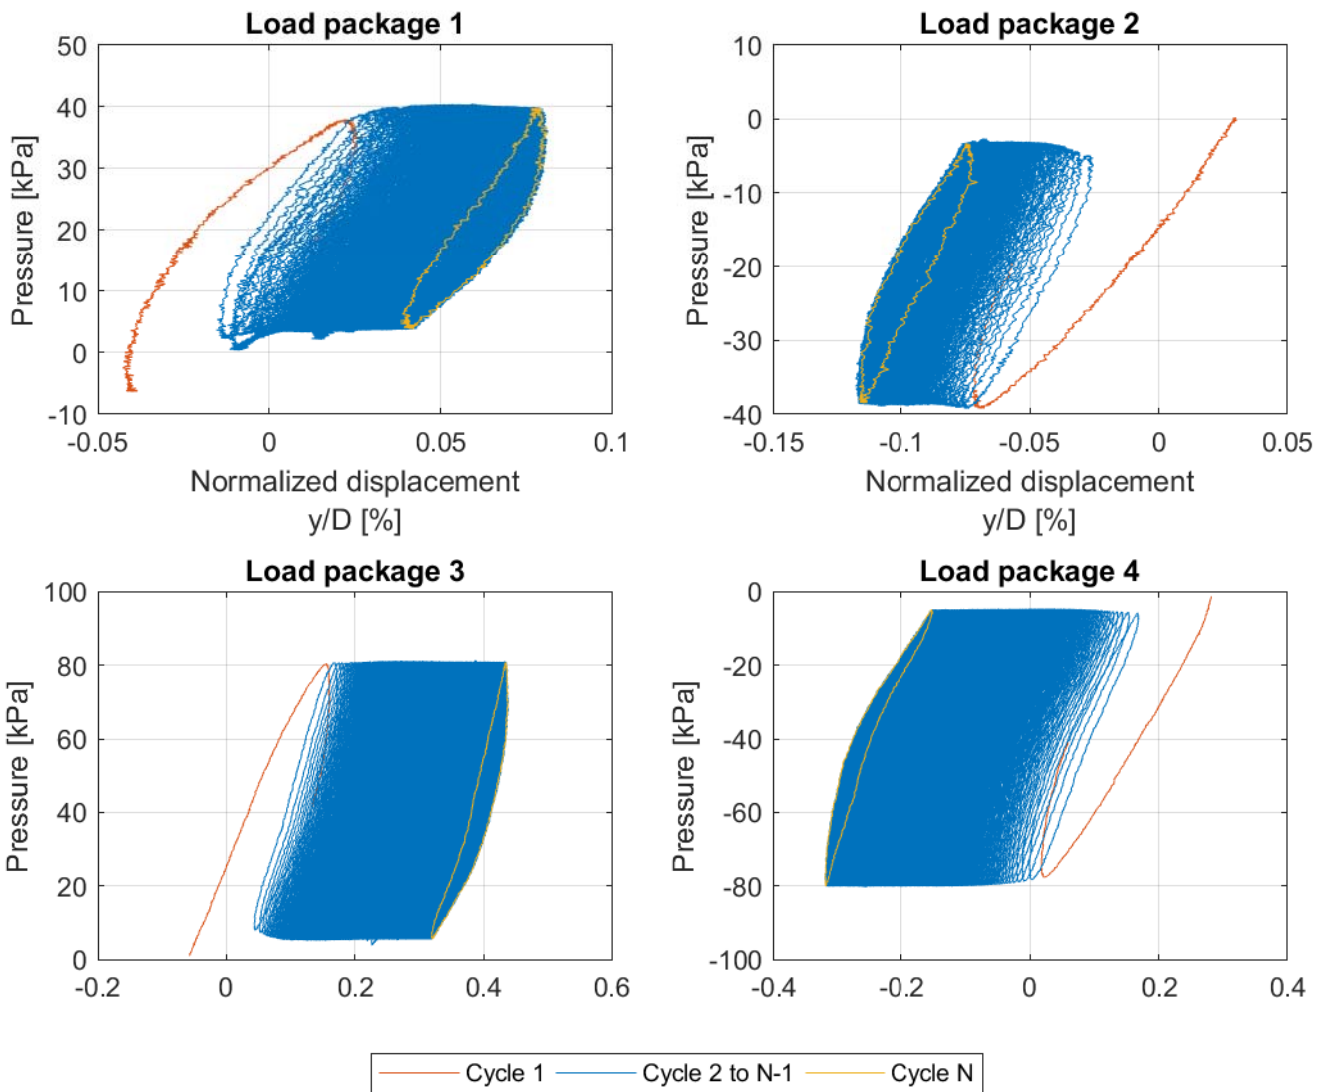 Load package 1
50
40
30
20
10
0
-10
Pressure [kPa]
-0.05 0 0.05 0.1
Normalized displacement
y/D [%]
Load package 2
10
0
-10
-20
-30
-40
Pressure [kPa]
-0.15 -0.1 -0.05 0 0.05
Normalized displacement
y/D [%]
Load package 3
100
80
60
40
20
0
Pressure [kPa]
-0.2 0 0.2 0.4 0.6
Load package 4
0
-20
-40
-60
-80
-100
Pressure [kPa]
-0.4 -0.2 0 0.2 0.4
Cycle 1 Cycle 2 to N-1 Cycle N